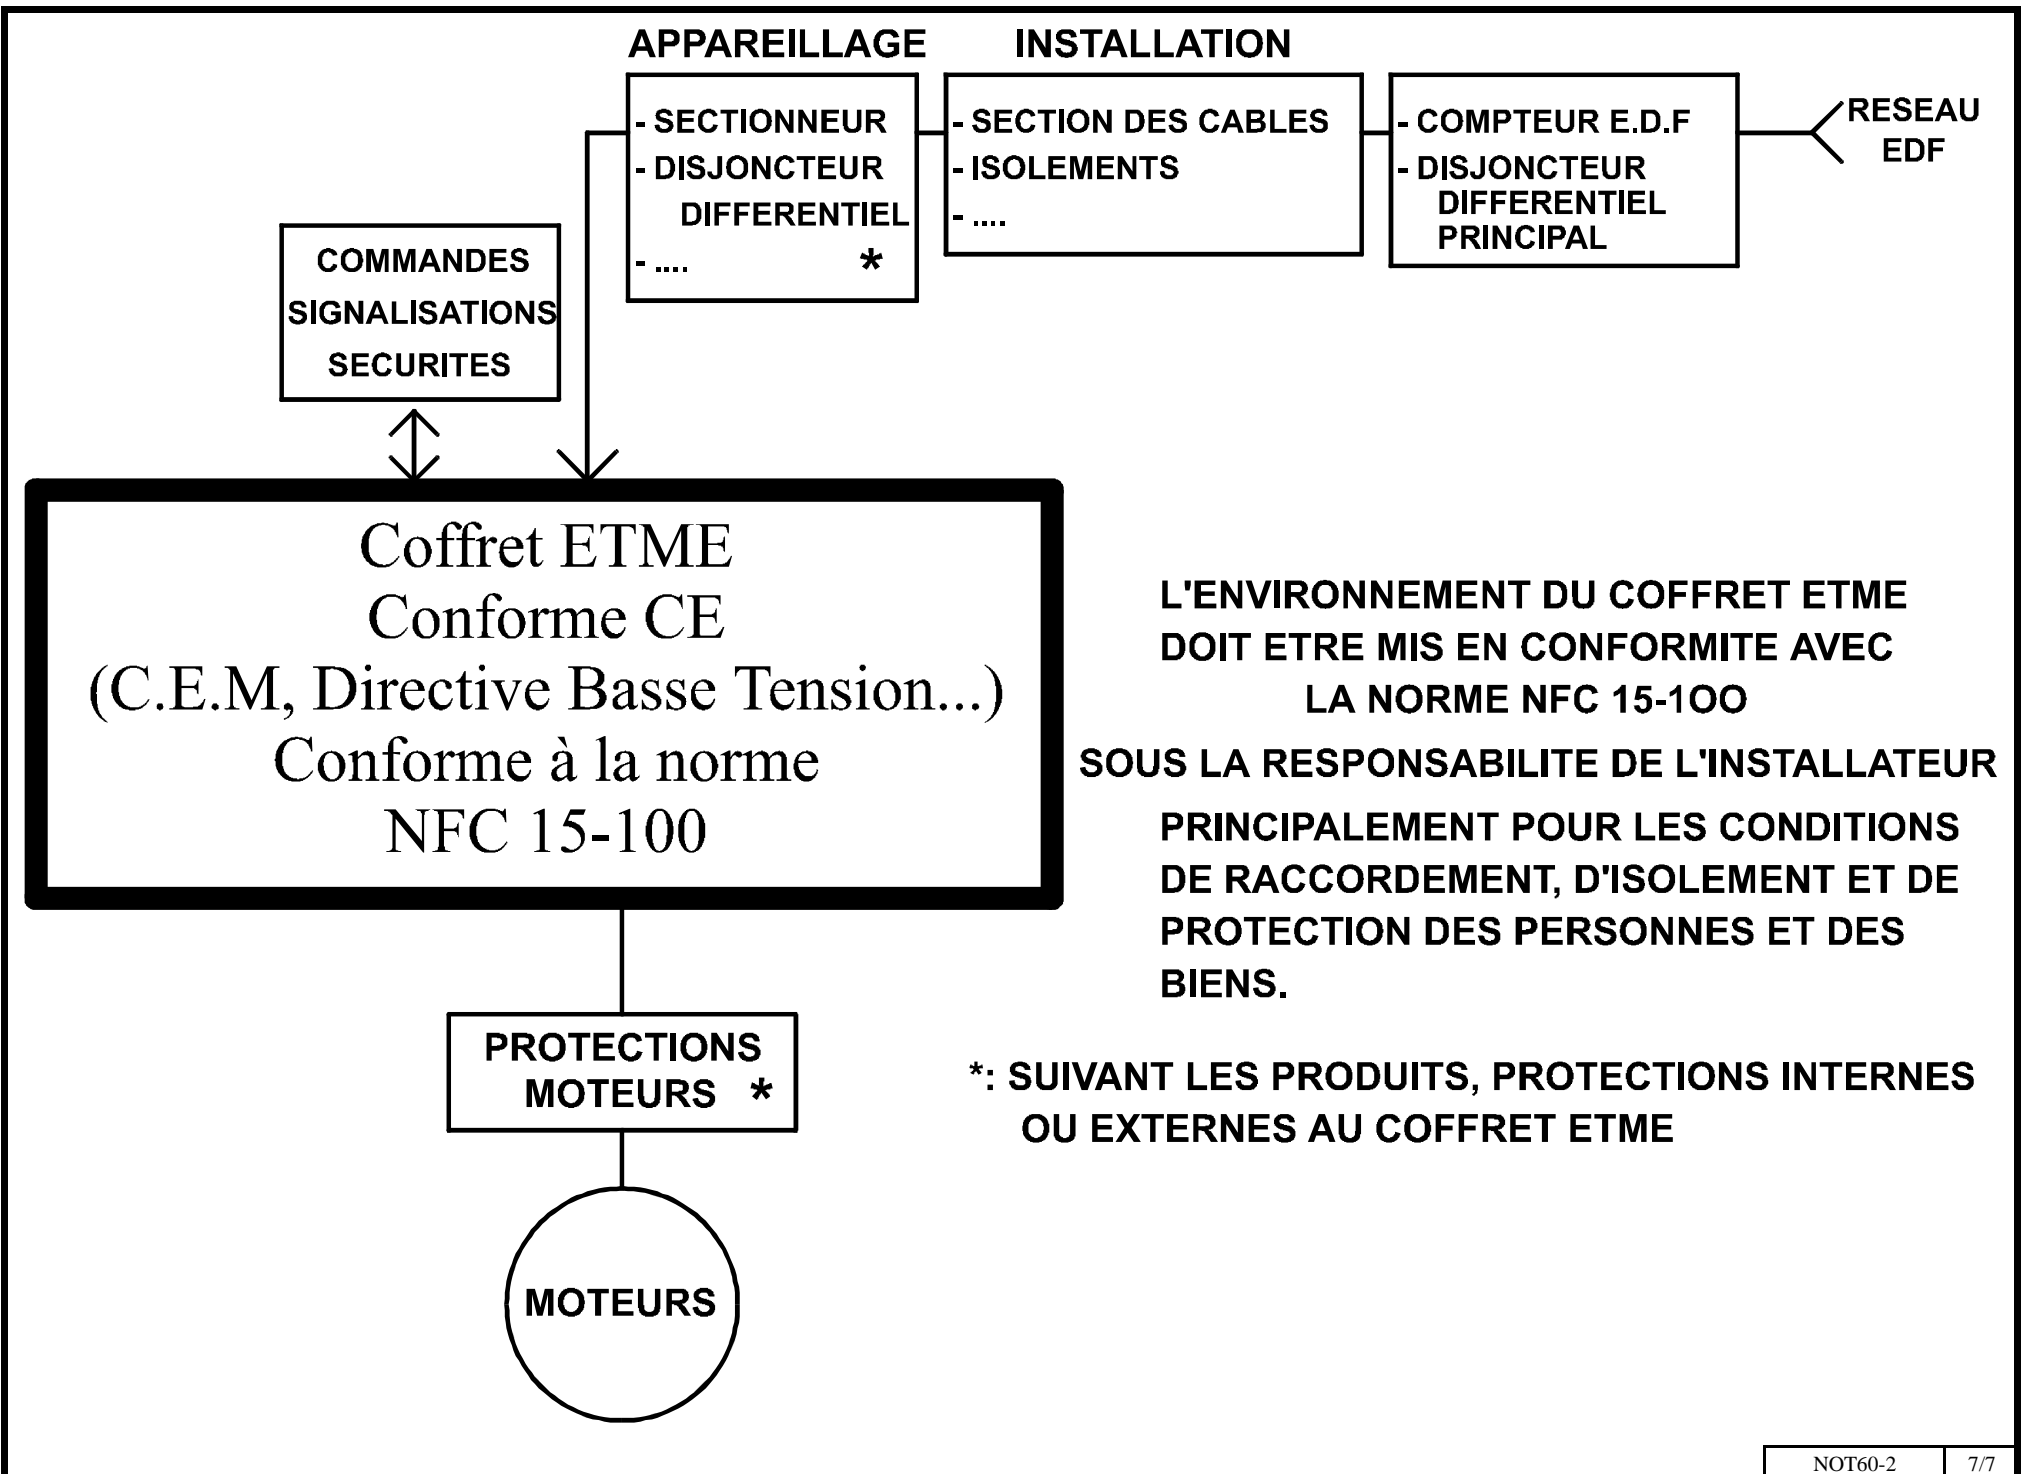 APPAREILLAGE
- SECTIONNEUR
- DISJONCTEUR
DIFFERENTIEL
- .... *
INSTALLATION
- SECTION DES CABLES
- ISOLEMENTS
- ....
- COMPTEUR E.D.F
- DISJONCTEUR
DIFFERENTIEL
PRINCIPAL
RESEAU
EDF
COMMANDES
SIGNALISATIONS
SECURITES
Coffret ETME
Conforme CE
(C.E.M, Directive Basse Tension...)
Conforme à la norme
NFC 15-100
L'ENVIRONNEMENT DU COFFRET ETME
DOIT ETRE MIS EN CONFORMITE AVEC
LA NORME NFC 15-1OO
SOUS LA RESPONSABILITE DE L'INSTALLATEUR
PRINCIPALEMENT POUR LES CONDITIONS
DE RACCORDEMENT, D'ISOLEMENT ET DE
PROTECTION DES PERSONNES ET DES
BIENS.
PROTECTIONS
MOTEURS *
*: SUIVANT LES PRODUITS, PROTECTIONS INTERNES
OU EXTERNES AU COFFRET ETME
MOTEURS
NOT60-2 7/7